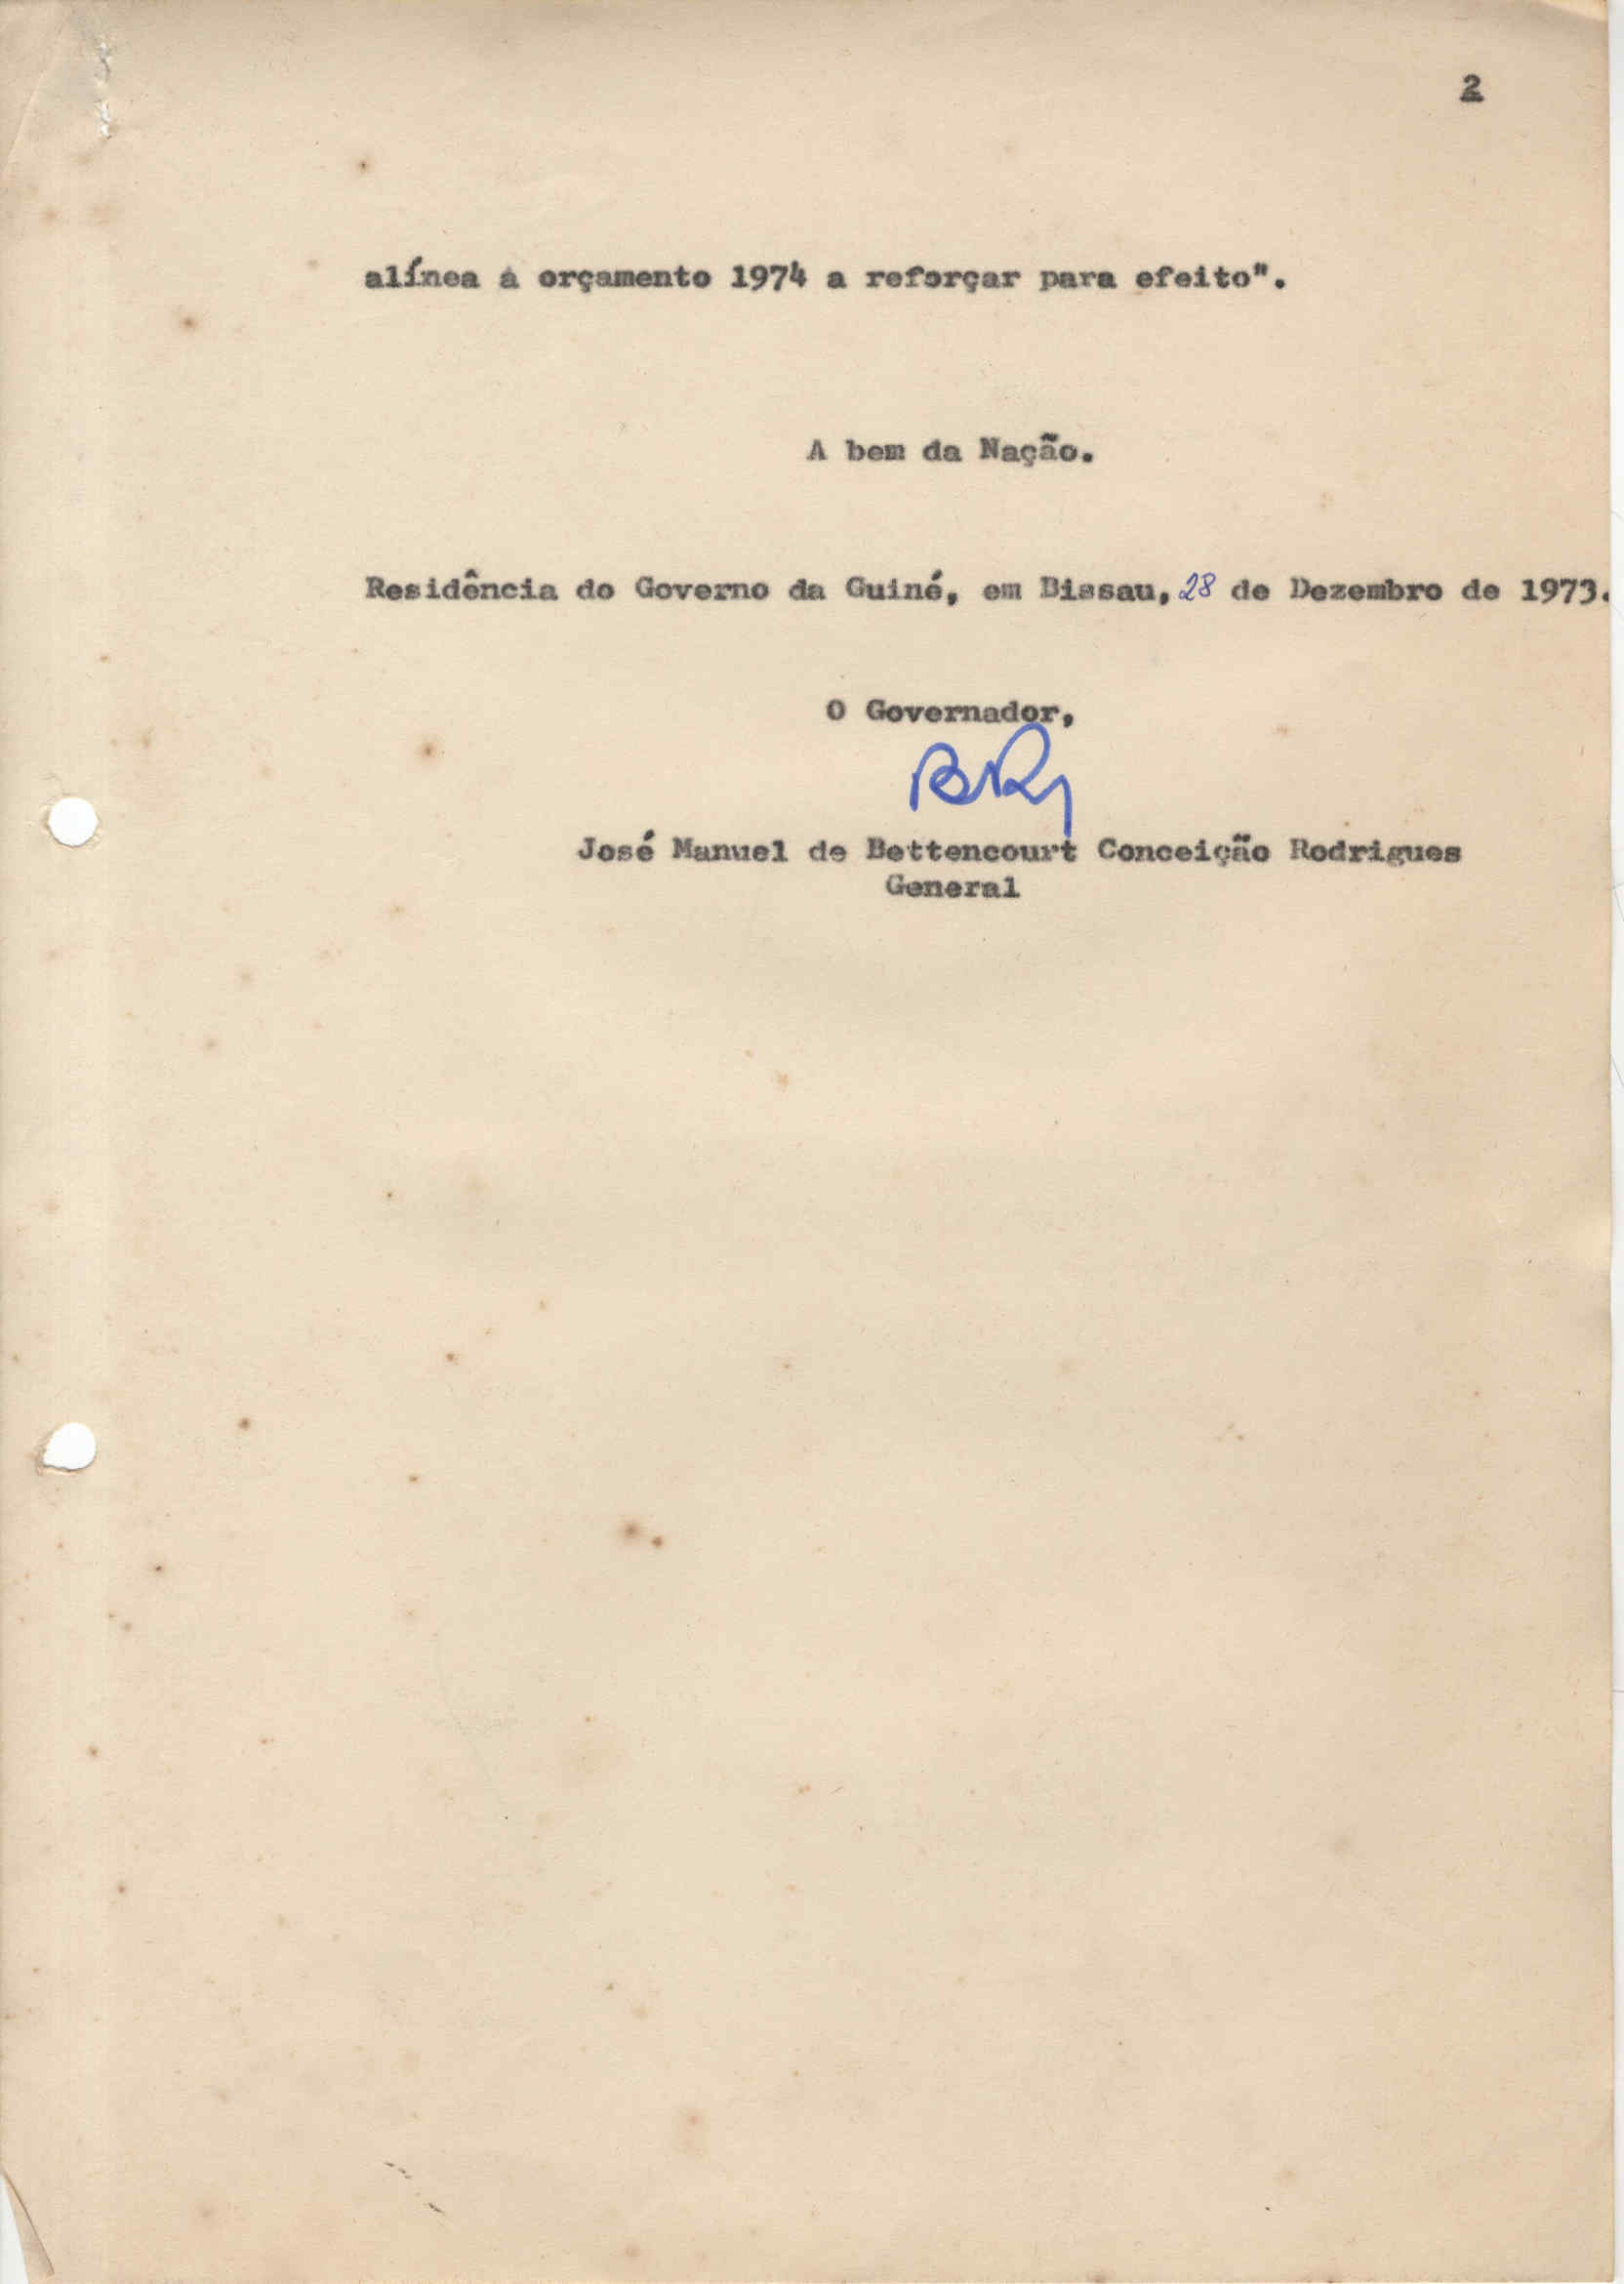 2
alínea a orçamento 1974 a reforçar para efeito".
A bem da Nação.
Residência do Governo da Guiné, em Bissau, 28 de Dezembro de 1973.
O Governador,
BR
José Manuel de Bettencourt Conceição Rodrigues
General